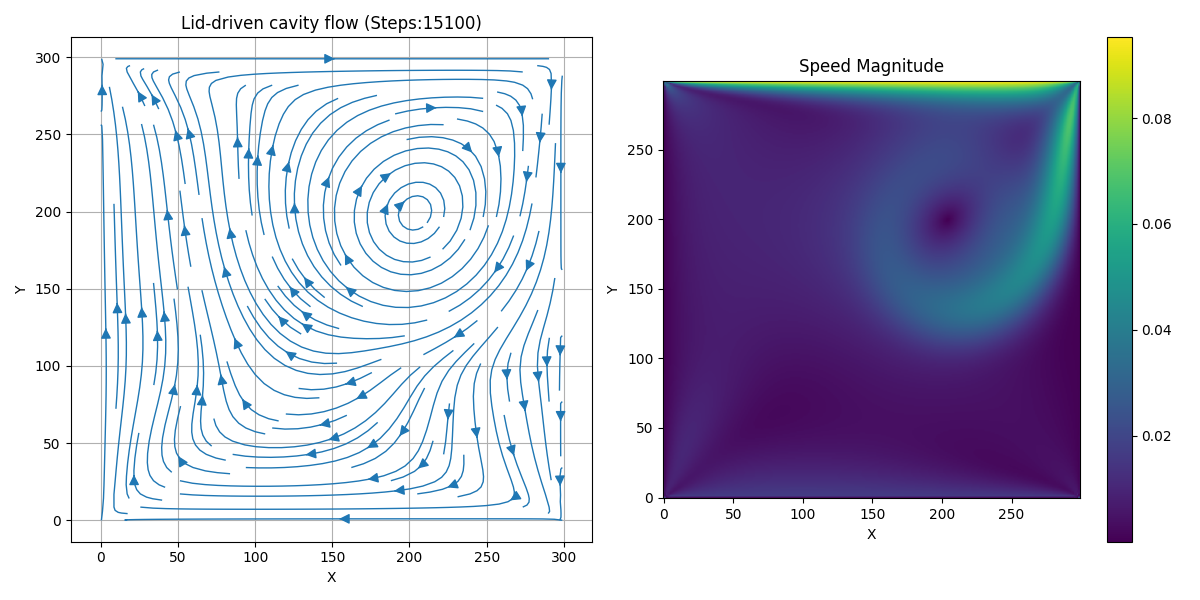 Lid-driven cavity flow (Steps:15100)
300
250
200
150
100
50
0
0 50 100 150 200 250 300
X
Y
Speed Magnitude
250
200
150
100
50
0
0 50 100 150 200 250
X
Y
0.08
0.06
0.04
0.02